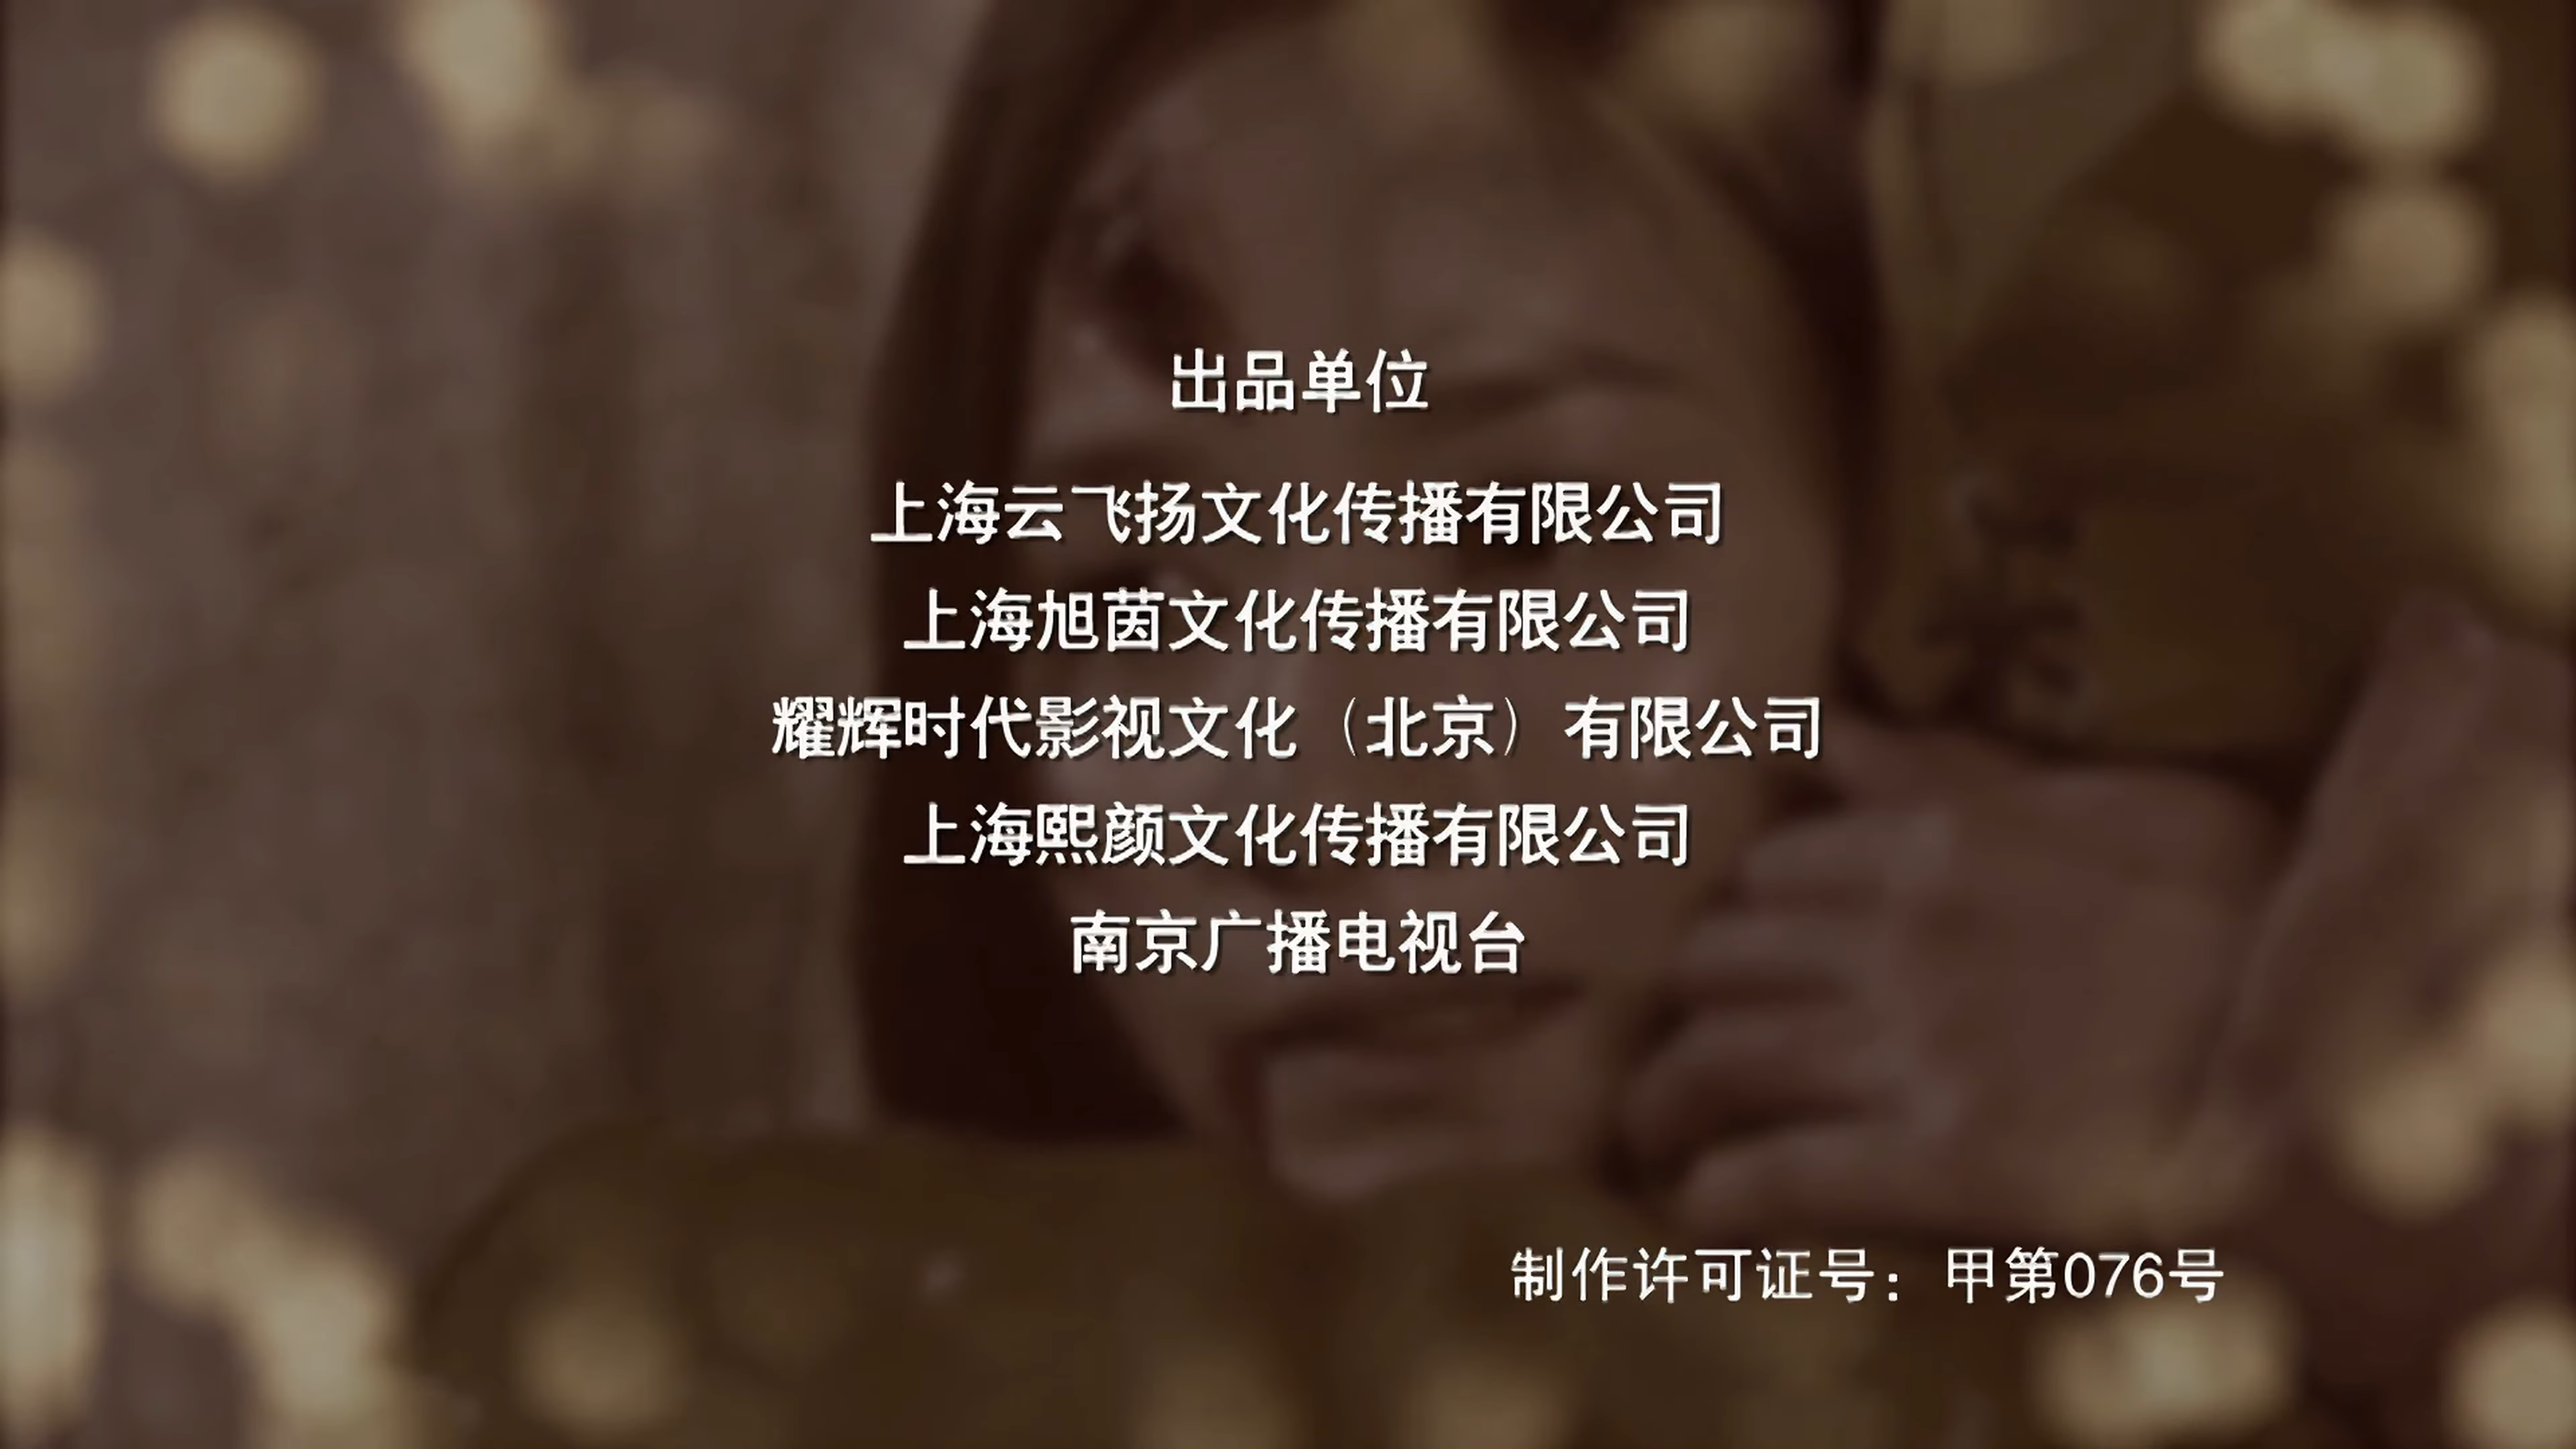 出品单位
上海云飞扬文化传播有限公司
上海旭茵文化传播有限公司
耀辉时代影视文化（北京）有限公司
上海熙颜文化传播有限公司
南京广播电视台
制作许可证号：甲第076号